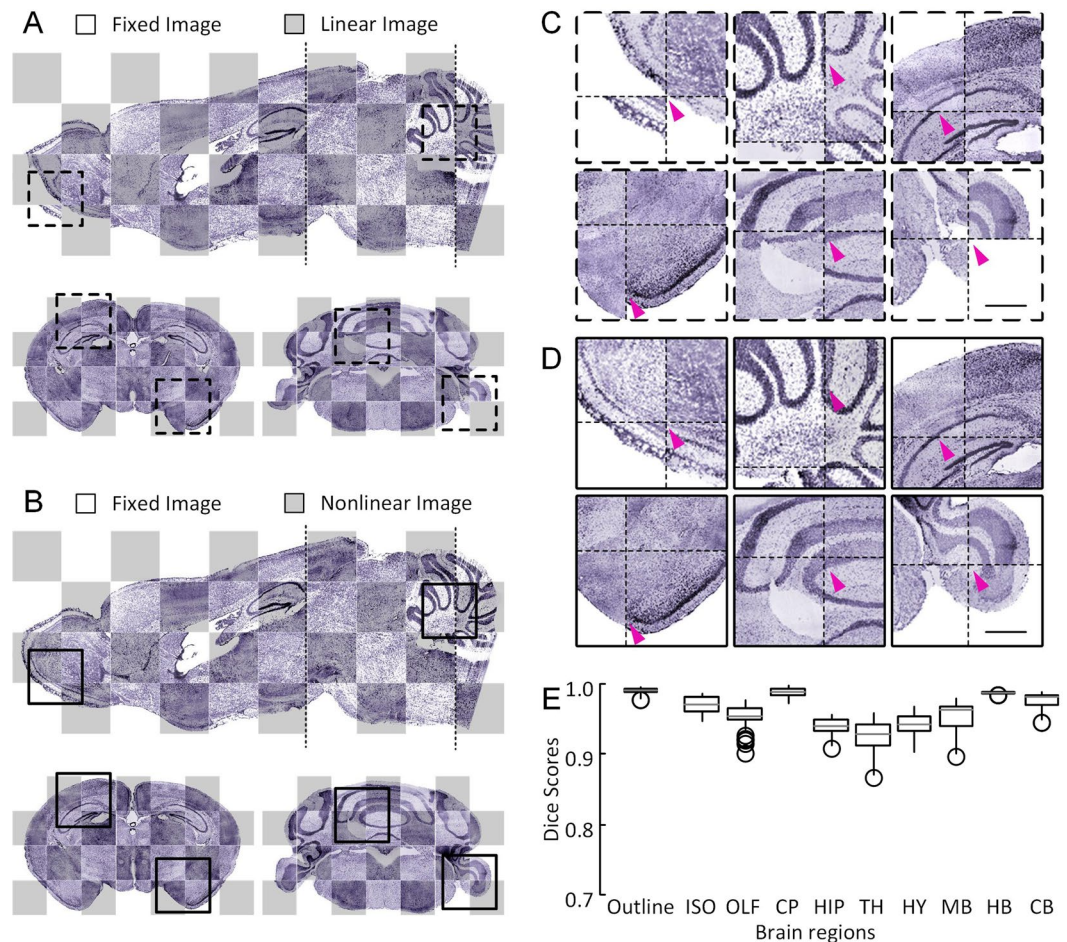 A
Fixed Image
Linear Image
B
Fixed Image
Nonlinear Image
C
D
E
1.0
0.9
0.8
0.7
Dice Scores
Outline ISO OLF CP HIP TH HY MB HB CB
Brain regions